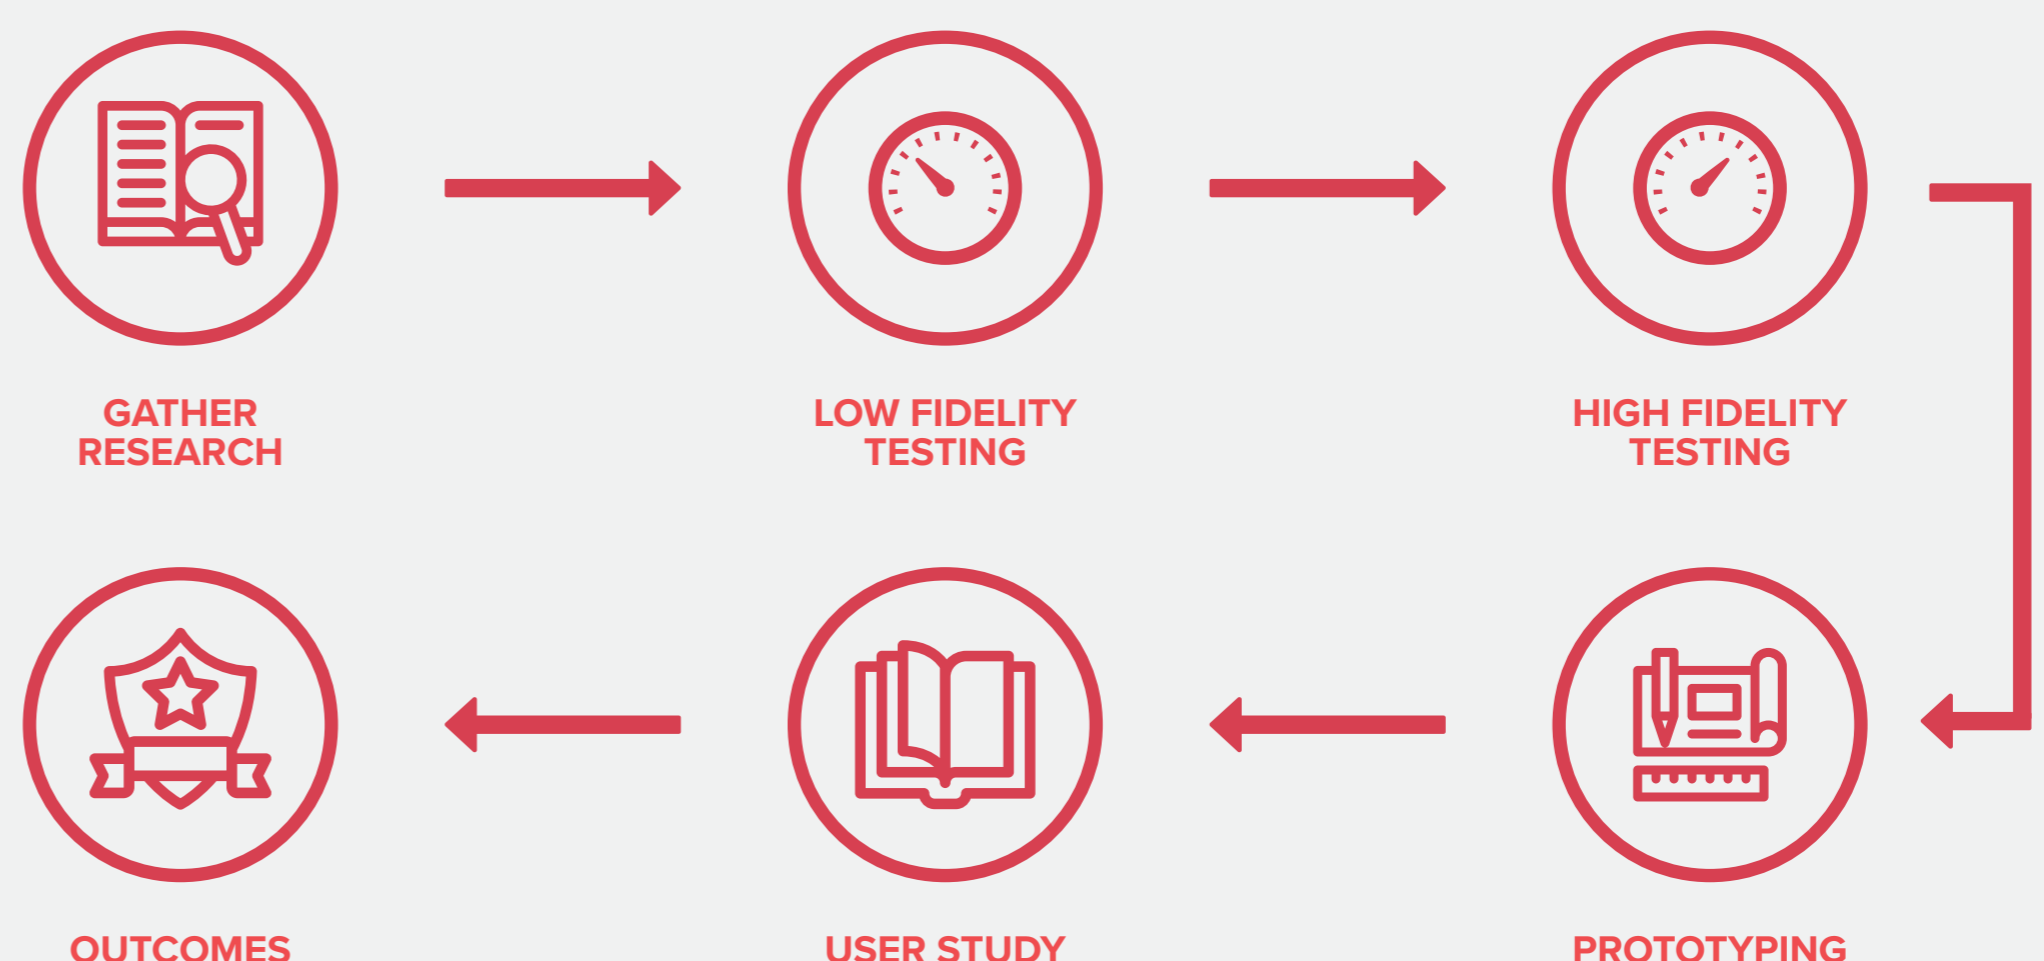 GATHER
RESEARCH
LOW FIDELITY
TESTING
HIGH FIDELITY
TESTING
OUTCOMES
USER STUDY
PROTOTYPING